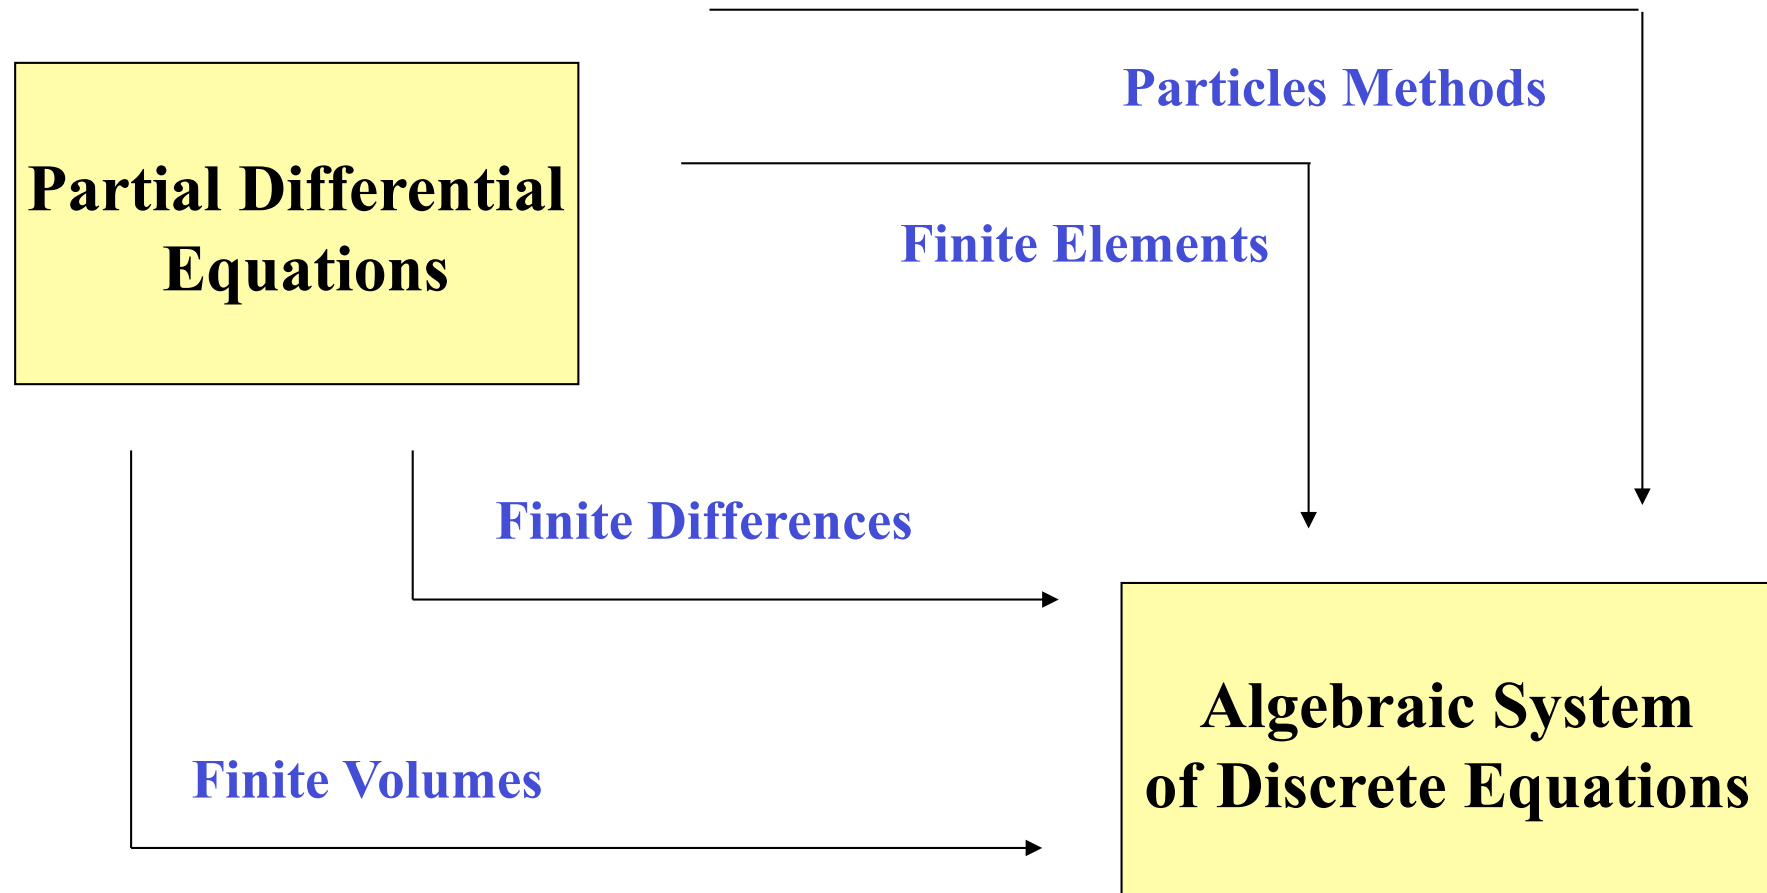 Particles Methods
Partial Differential
Equations
Finite Elements
Finite Differences
Algebraic System
of Discrete Equations
Finite Volumes